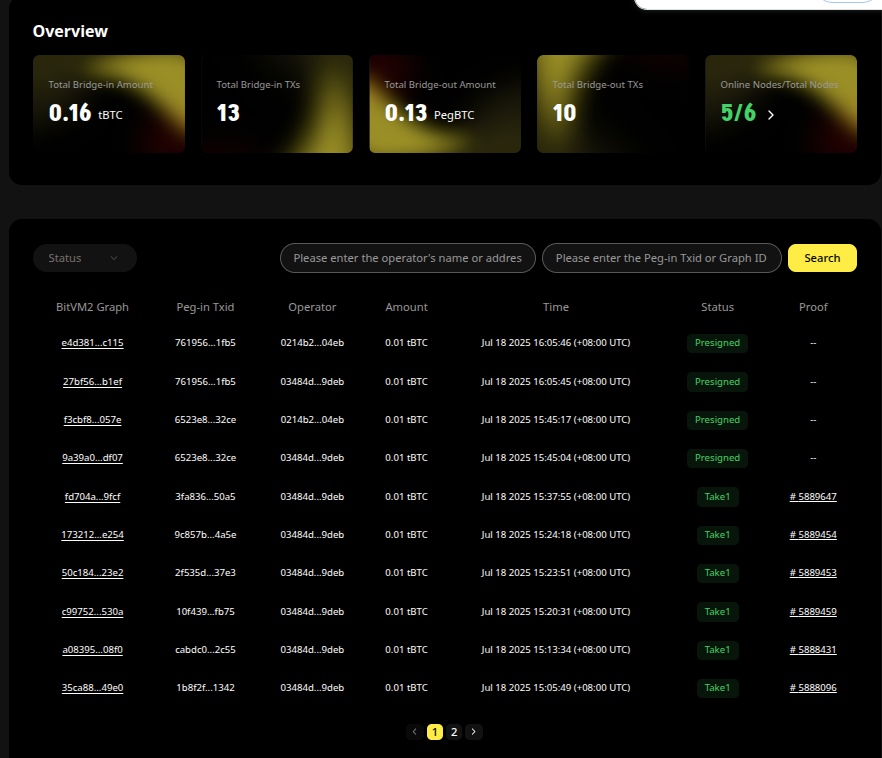 Overview
Total Bridge-in Amount Total Bridge-in TXs Total Bridge-out Amount Total Bridge-out TXs Online Nodes/Total Nodes
0.16 tBTC 13 0.13 PegBTC 10 5/6 >
Status Please enter the operator's name or addres Please enter the Peg-in Txid or Graph ID Search
BitVM2 Graph Peg-in Txid Operator Amount Time Status Proof
e4d381...c115 761956...1fb5 0214b2...04eb 0.01 tBTC Jul 18 2025 16:05:46 (+08:00 UTC) Presigned --
27bf56...b1ef 761956...1fb5 03484d...9deb 0.01 tBTC Jul 18 2025 16:05:45 (+08:00 UTC) Presigned --
f3cbf8...057e 6523e8...32ce 0214b2...04eb 0.01 tBTC Jul 18 2025 15:45:17 (+08:00 UTC) Presigned --
9a39a0...df07 6523e8...32ce 03484d...9deb 0.01 tBTC Jul 18 2025 15:45:04 (+08:00 UTC) Presigned --
fd704a...9fcf 3fa836...50a5 03484d...9deb 0.01 tBTC Jul 18 2025 15:37:55 (+08:00 UTC) Take1 # 5889647
173212...e254 9c857b...4a5e 03484d...9deb 0.01 tBTC Jul 18 2025 15:24:18 (+08:00 UTC) Take1 # 5889454
50c184...23e2 2f535d...37e3 03484d...9deb 0.01 tBTC Jul 18 2025 15:23:51 (+08:00 UTC) Take1 # 5889453
c99752...530a 10f439...fb75 03484d...9deb 0.01 tBTC Jul 18 2025 15:20:31 (+08:00 UTC) Take1 # 5889459
a08395...08f0 cabdc0...2c55 03484d...9deb 0.01 tBTC Jul 18 2025 15:13:34 (+08:00 UTC) Take1 # 5888431
35ca88...49e0 1b8f2f...1342 03484d...9deb 0.01 tBTC Jul 18 2025 15:05:49 (+08:00 UTC) Take1 # 5888096
< 1 2 >